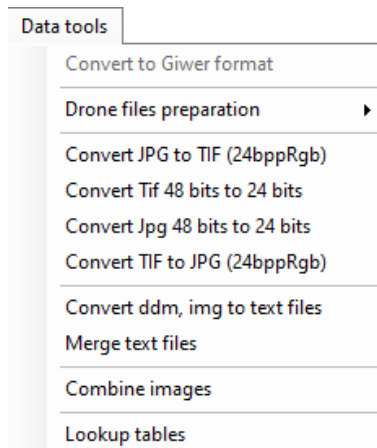 Data tools
Convert to Giwer format
Drone files preparation
Convert JPG to TIF (24bppRgb)
Convert Tif 48 bits to 24 bits
Convert Jpg 48 bits to 24 bits
Convert TIF to JPG (24bppRgb)
Convert ddm, img to text files
Merge text files
Combine images
Lookup tables